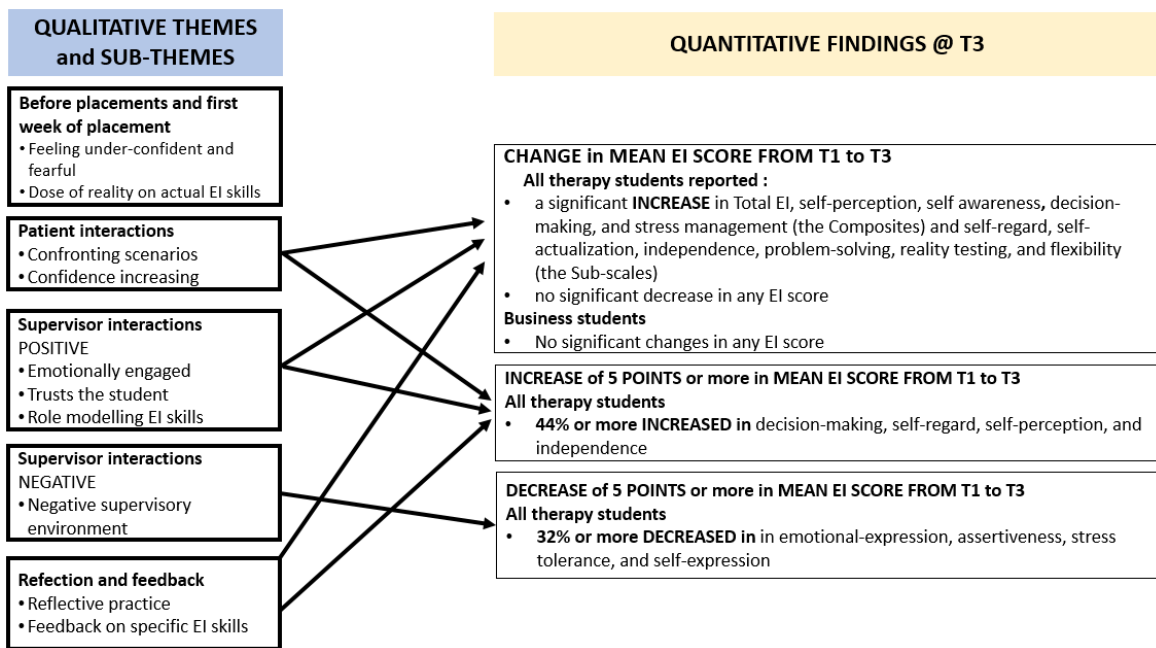 QUALITATIVE THEMES
and SUB-THEMES
Before placements and first
week of placement
• Feeling under-confident and
fearful
• Dose of reality on actual EI skills
Patient interactions
• Confronting scenarios
• Confidence increasing
Supervisor interactions
POSITIVE
• Emotionally engaged
• Trusts the student
• Role modelling EI skills
Supervisor interactions
NEGATIVE
• Negative supervisory
environment
Refection and feedback
• Reflective practice
• Feedback on specific EI skills
QUANTITATIVE FINDINGS @ T3
CHANGE in MEAN EI SCORE FROM T1 to T3
All therapy students reported :
• a significant INCREASE in Total EI, self-perception, self awareness, decision-
making, and stress management (the Composites) and self-regard, self-
actualization, independence, problem-solving, reality testing, and flexibility
(the Sub-scales)
• no significant decrease in any EI score
Business students
• No significant changes in any EI score
INCREASE of 5 POINTS or more in MEAN EI SCORE FROM T1 to T3
All therapy students
• 44% or more INCREASED in decision-making, self-regard, self-perception, and
independence
DECREASE of 5 POINTS or more in MEAN EI SCORE FROM T1 to T3
All therapy students
• 32% or more DECREASED in in emotional-expression, assertiveness, stress
tolerance, and self-expression